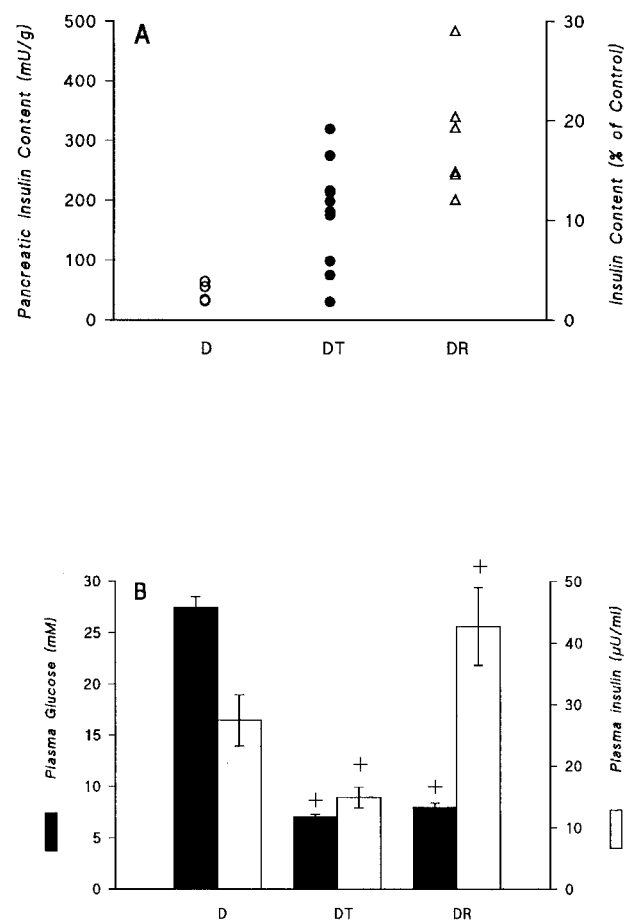 A
Pancreatic Insulin Content (mU/g)
500
400
300
200
100
0
30
20
10
0
Insulin Content (% of Control)
D DT DR
B
Plasma Glucose (mM)
30
25
20
15
10
5
0
+ + + +
50
40
30
20
10
0
Plasma insulin (µU/ml)
D DT DR